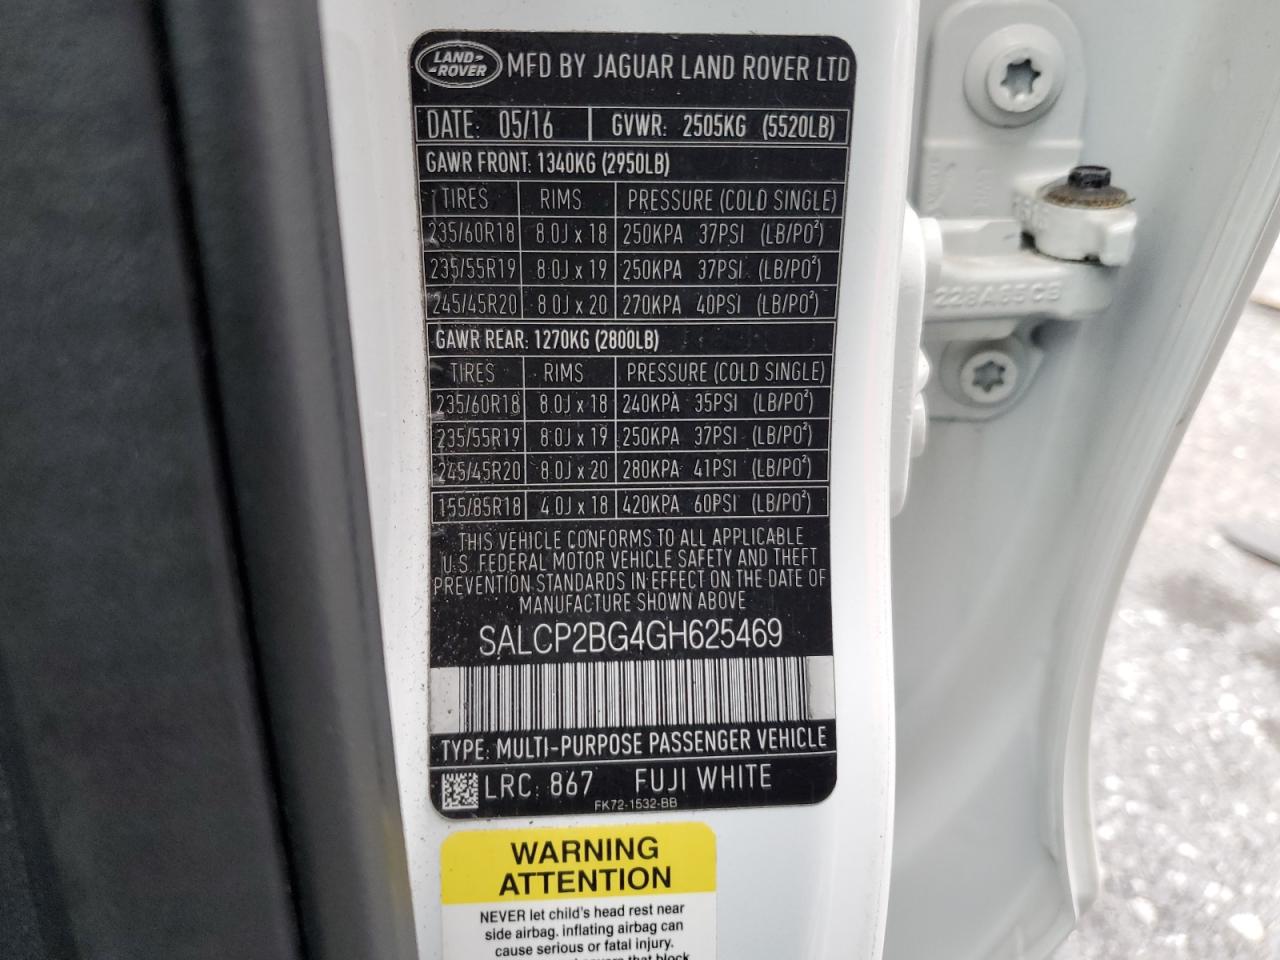 LAND-
-ROVER
MFD BY JAGUAR LAND ROVER LTD
DATE: 05/16 GVWR: 2505KG (5520LB)
GAWR FRONT: 1340KG (2950LB)
TIRES RIMS PRESSURE (COLD SINGLE)
235/60R18 8.0J x 18 250KPA 37PSI (LB/PO²)
235/55R19 8.0J x 19 250KPA 37PSI (LB/PO²)
245/45R20 8.0J x 20 270KPA 40PSI (LB/PO²)
GAWR REAR: 1270KG (2800LB)
TIRES RIMS PRESSURE (COLD SINGLE)
235/60R18 8.0J x 18 240KPA 35PSI (LB/PO²)
235/55R19 8.0J x 19 250KPA 37PSI (LB/PO²)
245/45R20 8.0J x 20 280KPA 41PSI (LB/PO²)
155/85R18 4.0J x 18 420KPA 60PSI (LB/PO²)
THIS VEHICLE CONFORMS TO ALL APPLICABLE
U.S. FEDERAL MOTOR VEHICLE SAFETY AND THEFT
PREVENTION STANDARDS IN EFFECT ON THE DATE OF
MANUFACTURE SHOWN ABOVE
SALCP2BG4GH625469
TYPE: MULTI-PURPOSE PASSENGER VEHICLE
LRC: 867 FUJI WHITE
FK72-1532-BB
WARNING
ATTENTION
NEVER let child's head rest near
side airbag. inflating airbag can
cause serious or fatal injury.
that block